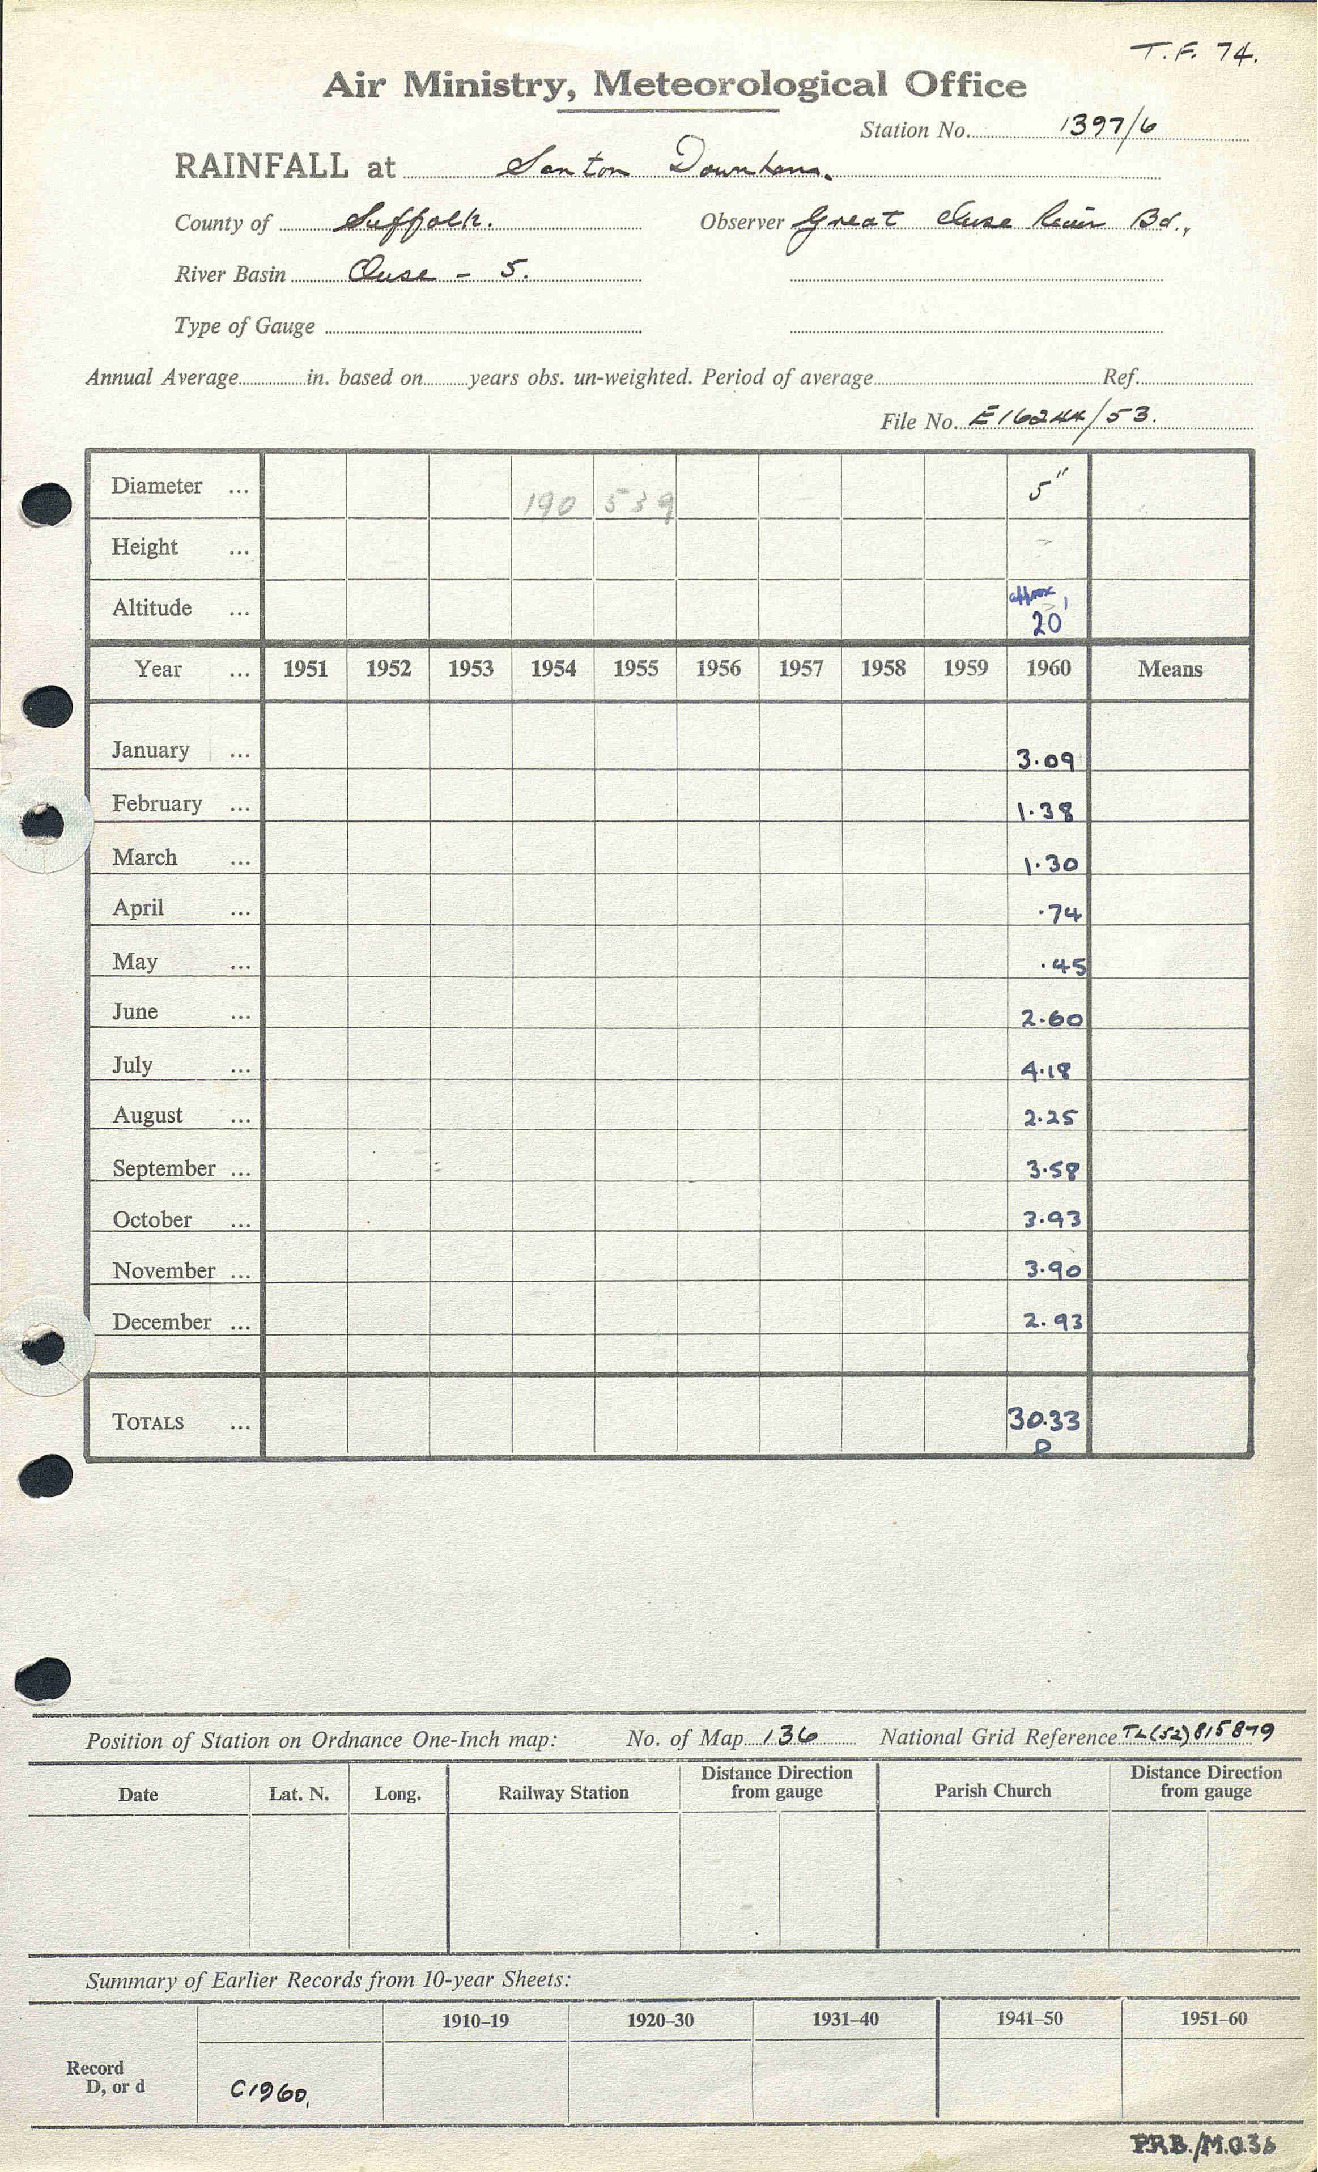 T.F. 74.
Air Ministry, Meteorological Office
Station No. 1397/6
RAINFALL at Santon Downham.
County of Suffolk. Observer Great Ouse River Bd.,
River Basin Ouse - 5.
Type of Gauge
Annual Average in. based on years obs. un-weighted. Period of average Ref.
File No. E16244/53.
Diameter ... 190 539 5"
Height ... -
Altitude ... approx 20'
Year ... 1951 1952 1953 1954 1955 1956 1957 1958 1959 1960 Means
January ... 3.09
February ... 1.38
March ... 1.30
April ... .74
May ... .45
June ... 2.60
July ... 4.18
August ... 2.25
September ... 3.58
October ... 3.93
November ... 3.90
December ... 2.93
TOTALS ... 30.33
D
Position of Station on Ordnance One-Inch map: No. of Map 136 National Grid Reference TL(52)815879
Date Lat. N. Long. Railway Station Distance Direction from gauge Parish Church Distance Direction from gauge
Summary of Earlier Records from 10-year Sheets:
1910-19 1920-30 1931-40 1941-50 1951-60
Record
D, or d C1960.
P.R.B./M.O.36